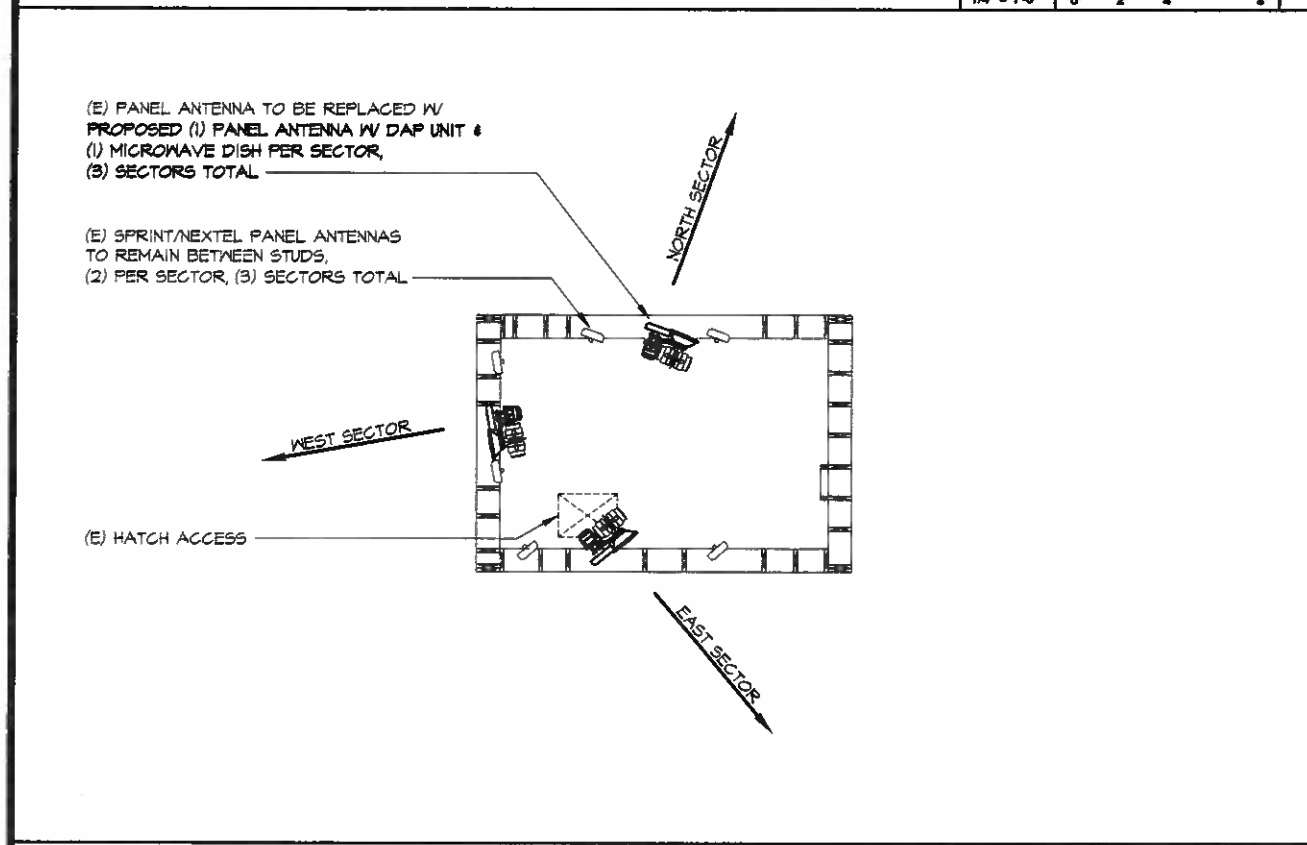 (E) PANEL ANTENNA TO BE REPLACED W/
PROPOSED (1) PANEL ANTENNA W/ DAP UNIT &
(1) MICROWAVE DISH PER SECTOR,
(3) SECTORS TOTAL
NORTH SECTOR
(E) SPRINT/NEXTEL PANEL ANTENNAS
TO REMAIN BETWEEN STUDS,
(2) PER SECTOR, (3) SECTORS TOTAL
WEST SECTOR
(E) HATCH ACCESS
EAST SECTOR